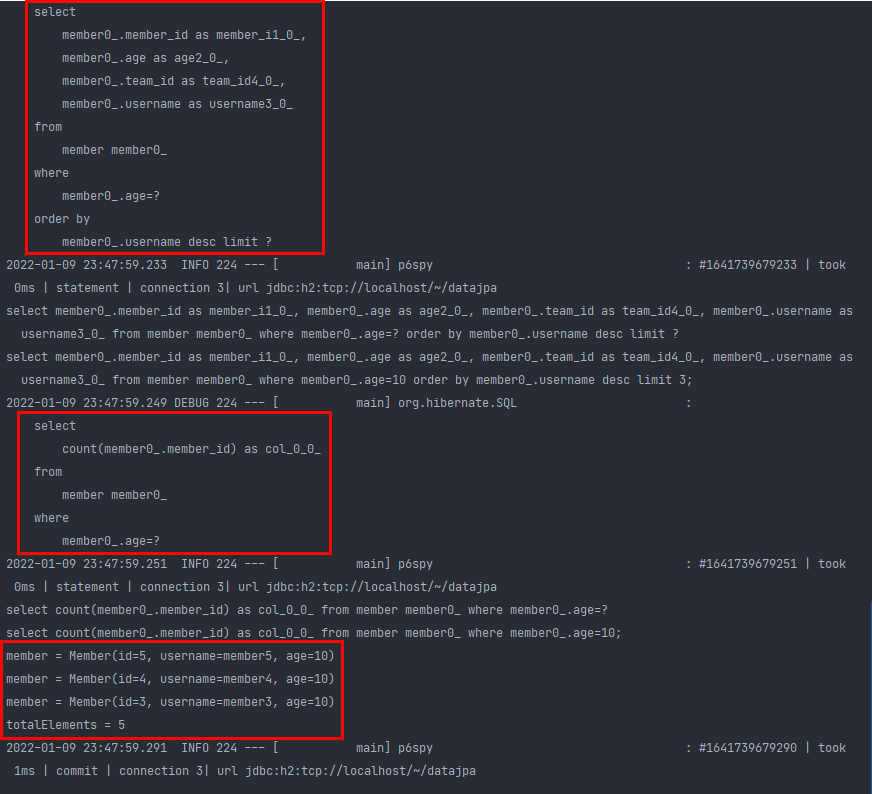 select
member0_.member_id as member_i1_0_,
member0_.age as age2_0_,
member0_.team_id as team_id4_0_,
member0_.username as username3_0_
from
member member0_
where
member0_.age=?
order by
member0_.username desc limit ?
2022-01-09 23:47:59.233  INFO 224 --- [           main] p6spy                                    : #1641739679233 | took
0ms | statement | connection 3| url jdbc:h2:tcp://localhost/~/datajpa
select member0_.member_id as member_i1_0_, member0_.age as age2_0_, member0_.team_id as team_id4_0_, member0_.username as
username3_0_ from member member0_ where member0_.age=? order by member0_.username desc limit ?
select member0_.member_id as member_i1_0_, member0_.age as age2_0_, member0_.team_id as team_id4_0_, member0_.username as
username3_0_ from member member0_ where member0_.age=10 order by member0_.username desc limit 3;
2022-01-09 23:47:59.249 DEBUG 224 --- [           main] org.hibernate.SQL                        :
select
count(member0_.member_id) as col_0_0_
from
member member0_
where
member0_.age=?
2022-01-09 23:47:59.251  INFO 224 --- [           main] p6spy                                    : #1641739679251 | took
0ms | statement | connection 3| url jdbc:h2:tcp://localhost/~/datajpa
select count(member0_.member_id) as col_0_0_ from member member0_ where member0_.age=?
select count(member0_.member_id) as col_0_0_ from member member0_ where member0_.age=10;
member = Member(id=5, username=member5, age=10)
member = Member(id=4, username=member4, age=10)
member = Member(id=3, username=member3, age=10)
totalElements = 5
2022-01-09 23:47:59.291  INFO 224 --- [           main] p6spy                                    : #1641739679290 | took
1ms | commit | connection 3| url jdbc:h2:tcp://localhost/~/datajpa